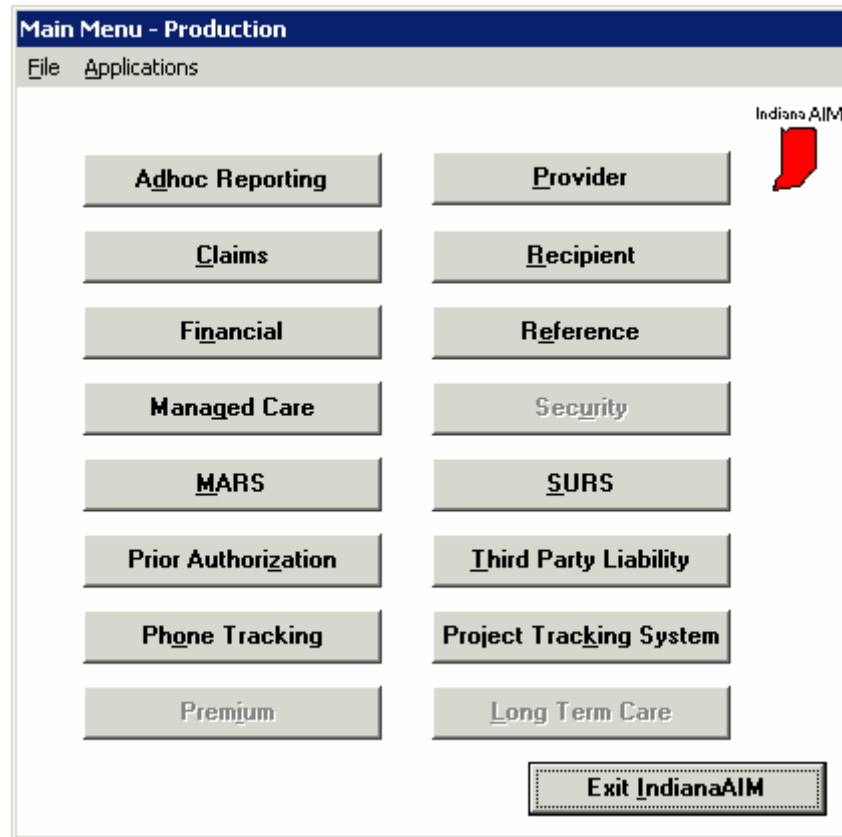 Main Menu - Production
File Applications
Indiana AIM
Adhoc Reporting Provider
Claims Recipient
Financial Reference
Managed Care Security
MARS SURS
Prior Authorization Third Party Liability
Phone Tracking Project Tracking System
Premium Long Term Care
Exit IndianaAIM